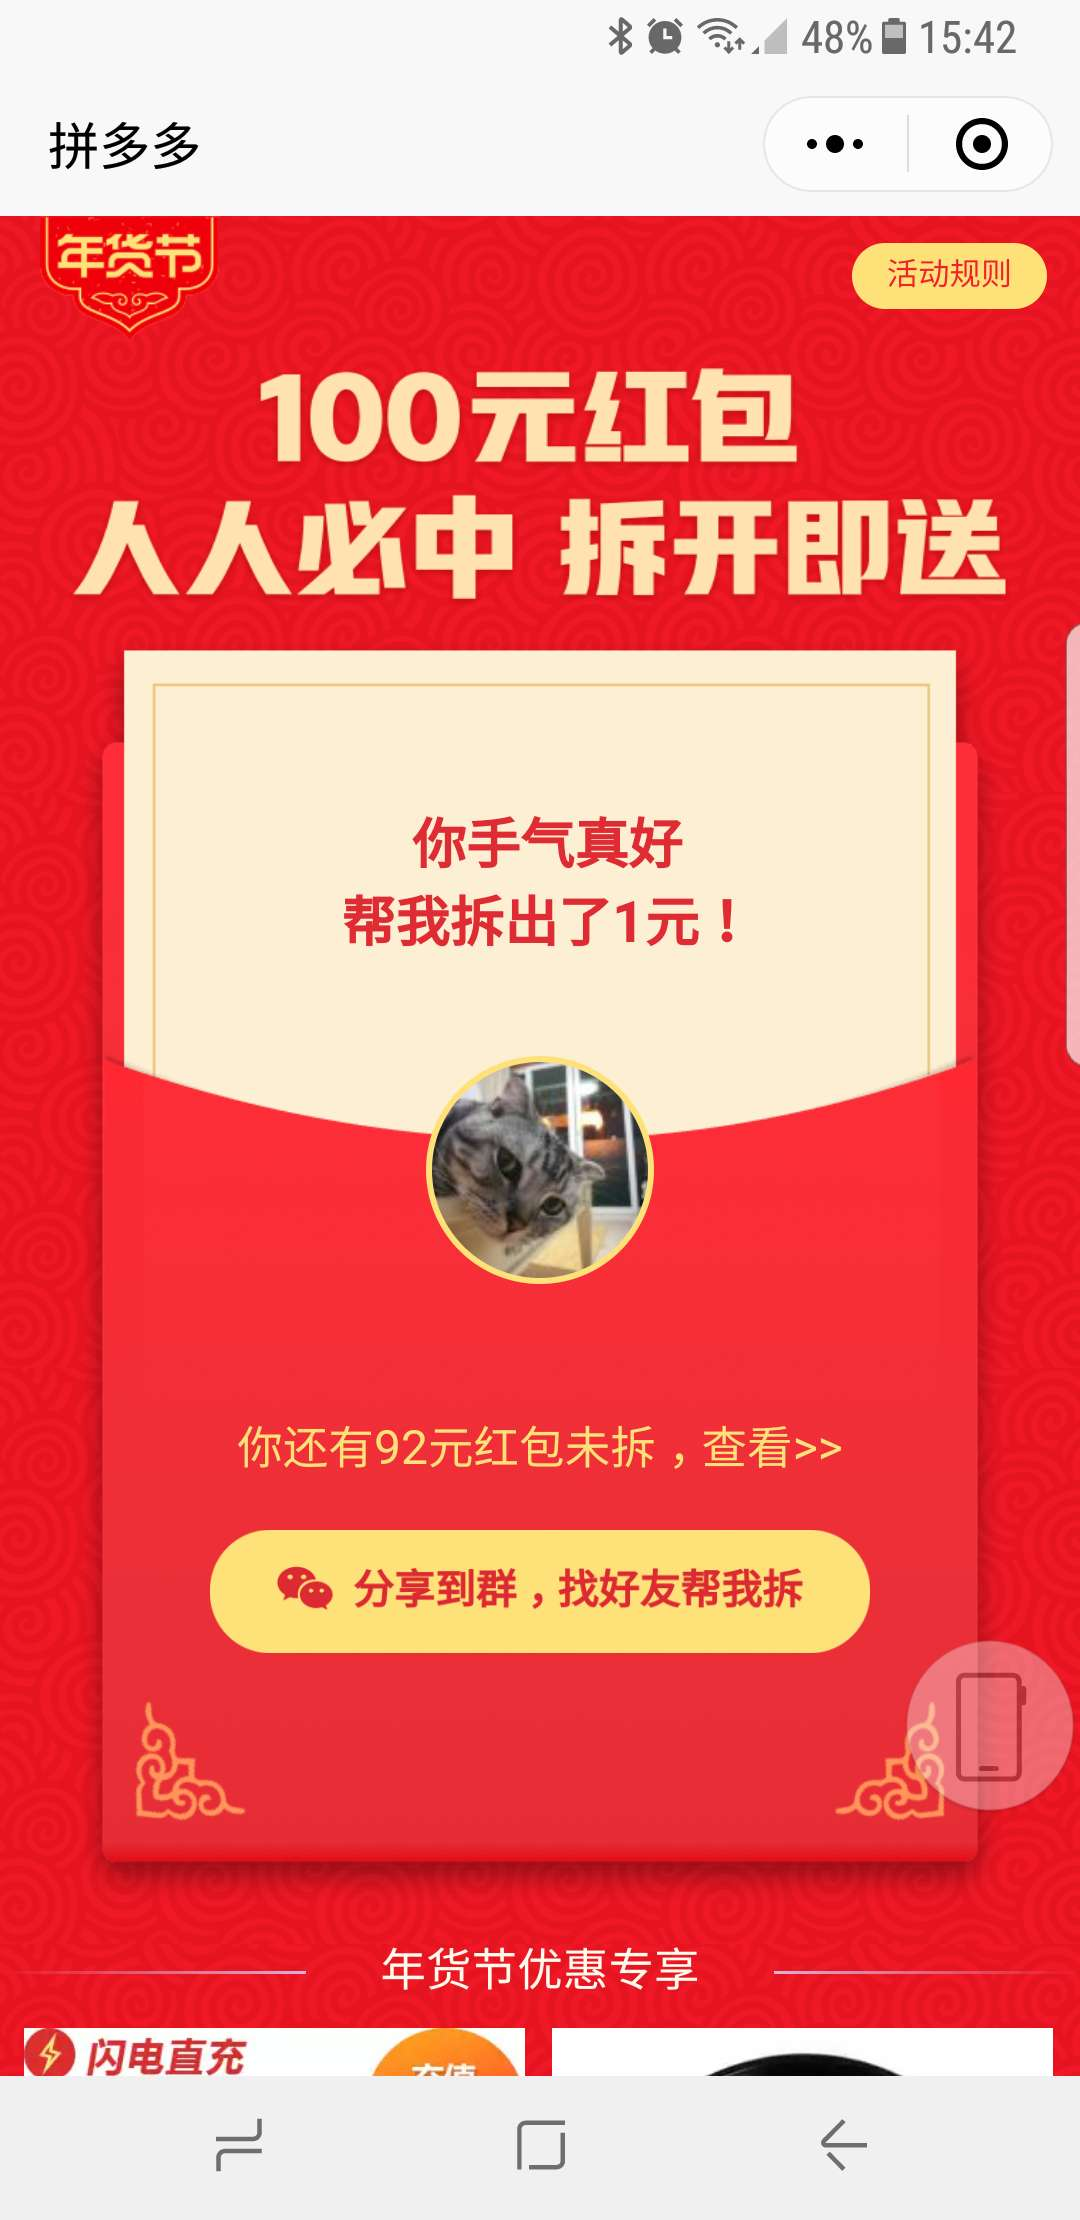 48% 15:42
拼多多
年货节
活动规则
100元红包
人人必中 拆开即送
你手气真好
帮我拆出了1元！
你还有92元红包未拆，查看>>
分享到群，找好友帮我拆
年货节优惠专享
闪电直充
充值